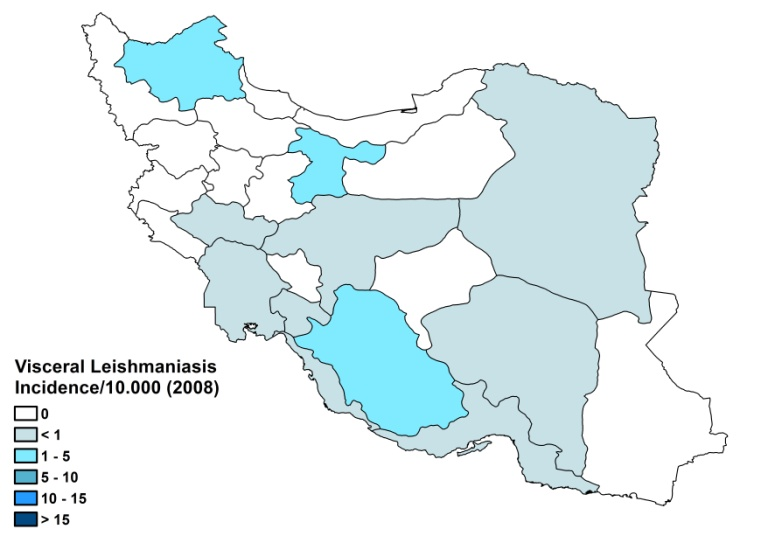 Visceral Leishmaniasis
Incidence/10.000 (2008)
0
< 1
1 - 5
5 - 10
10 - 15
> 15